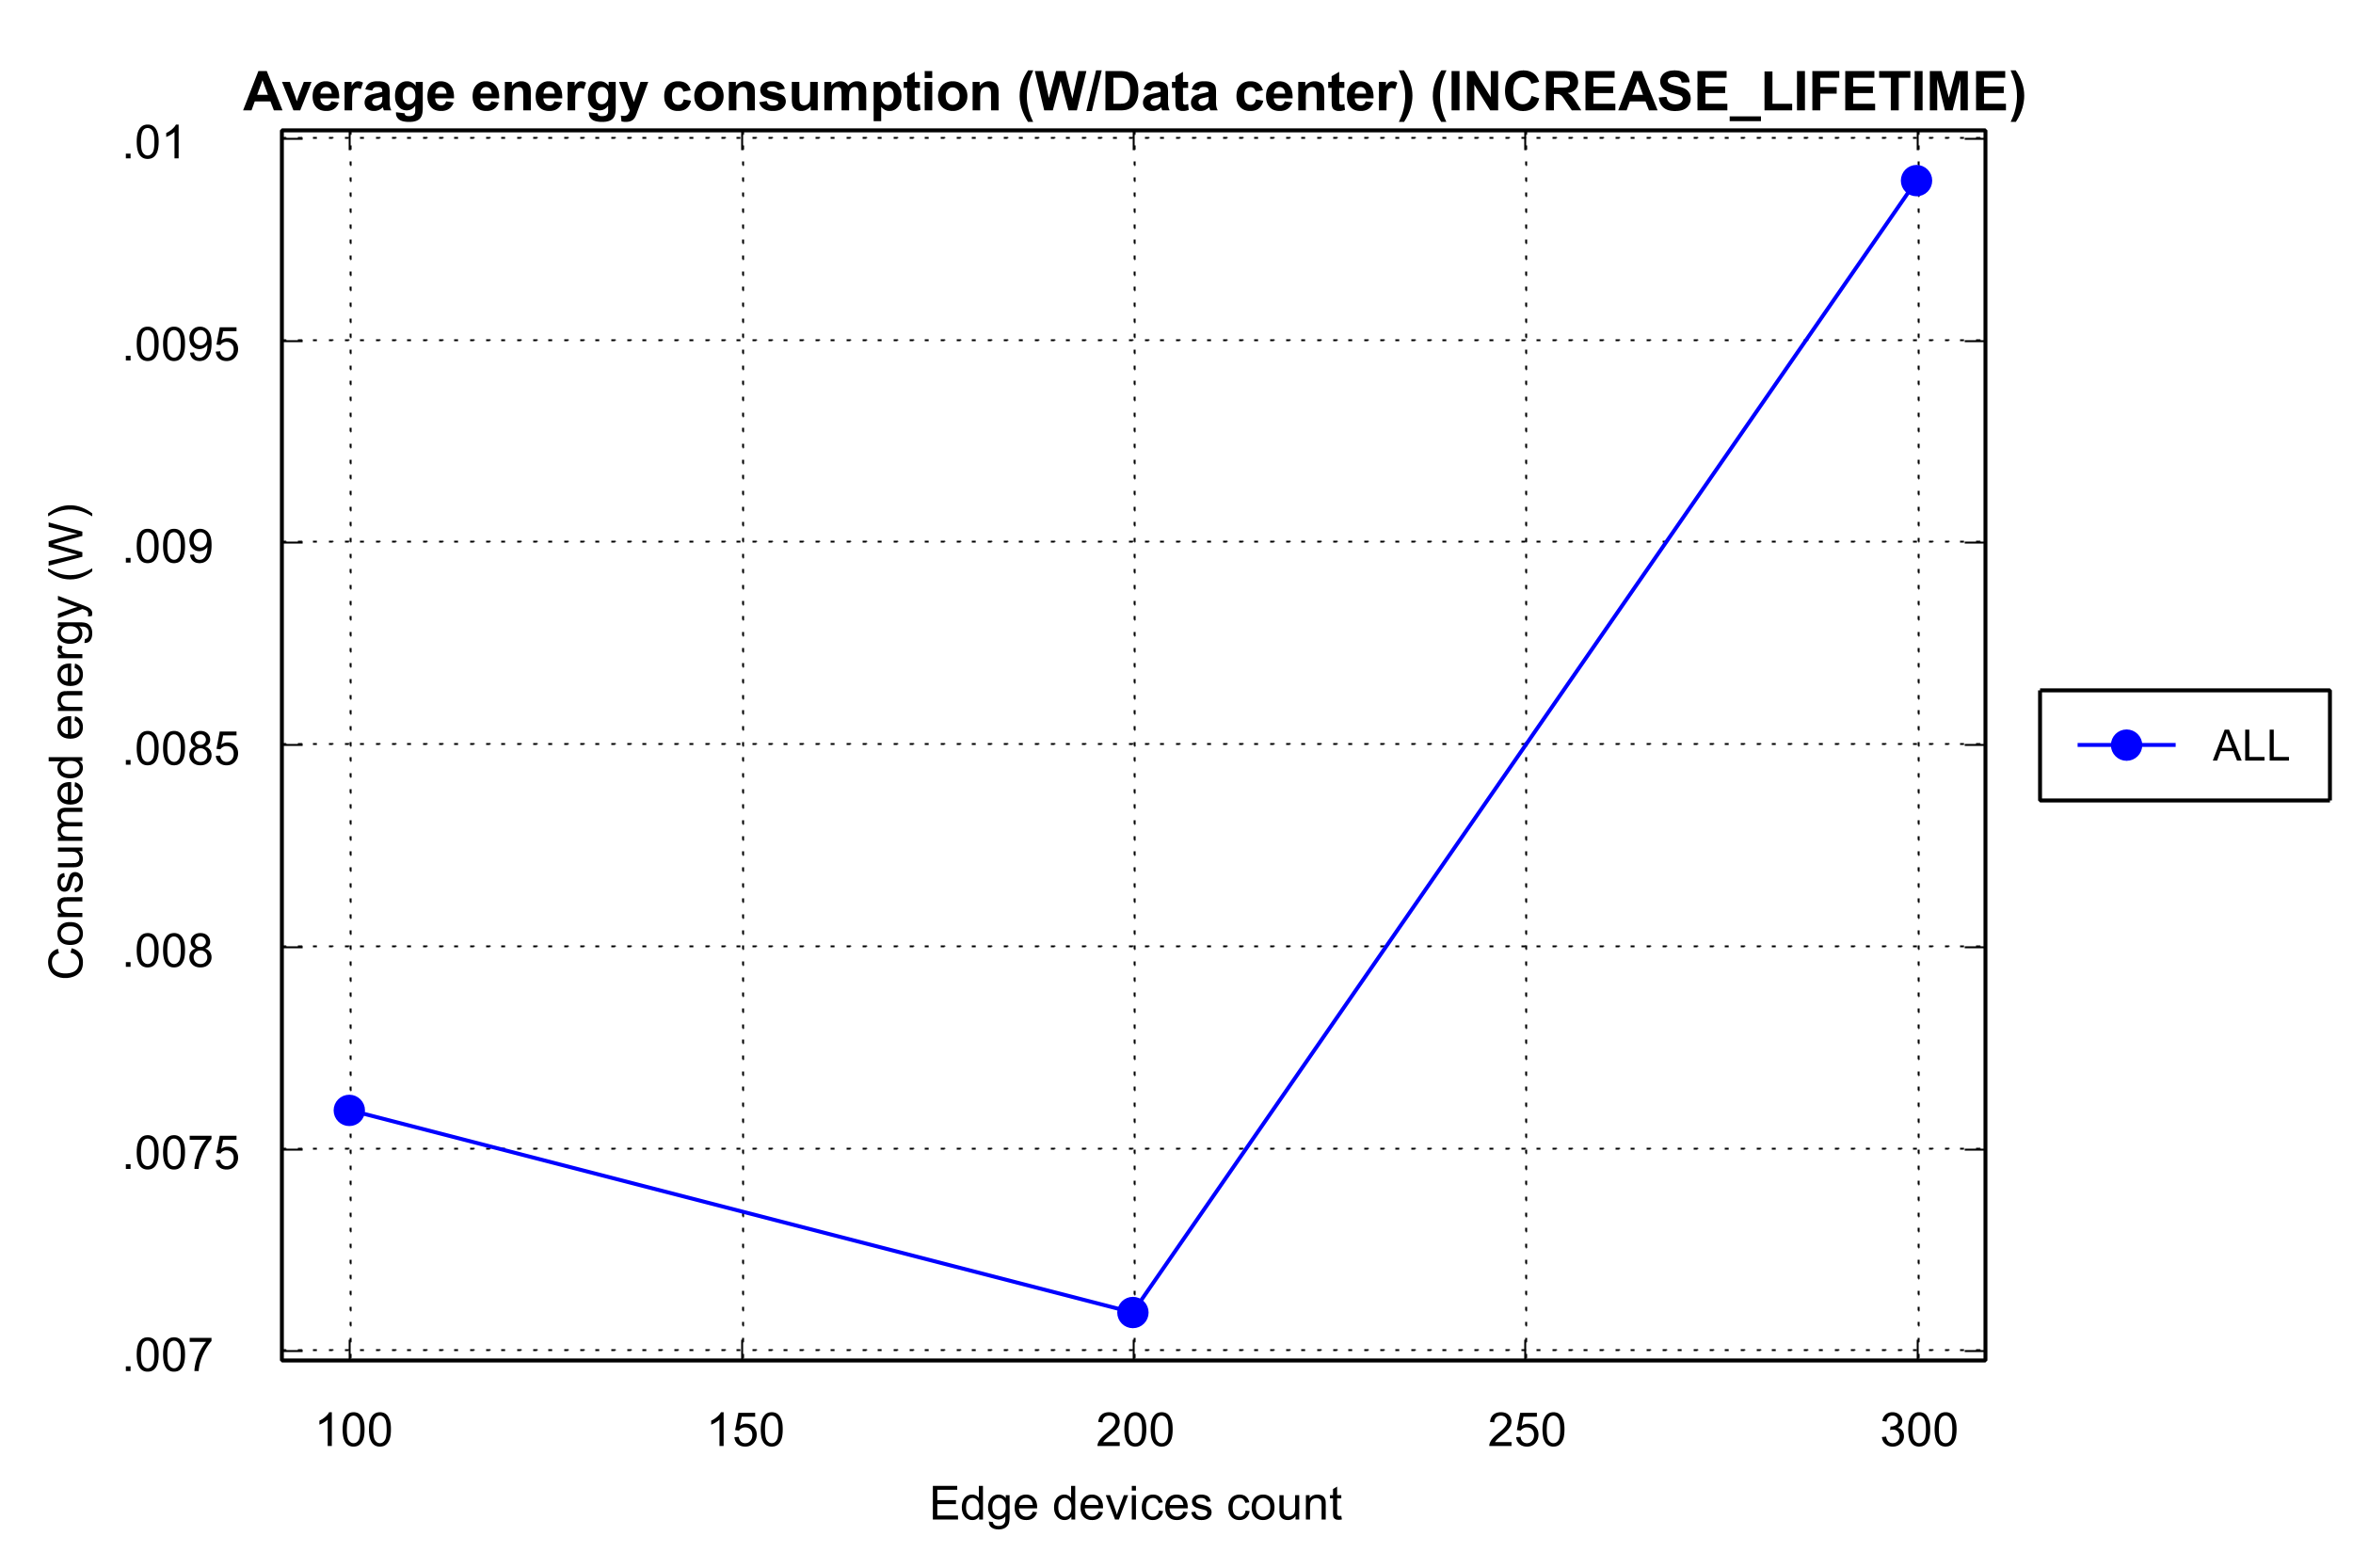 Average energy consumption (W/Data center) (INCREASE_LIFETIME)
.01
.0095
.009
.0085
.008
.0075
.007
Consumed energy (W)
100 150 200 250 300
Edge devices count
ALL